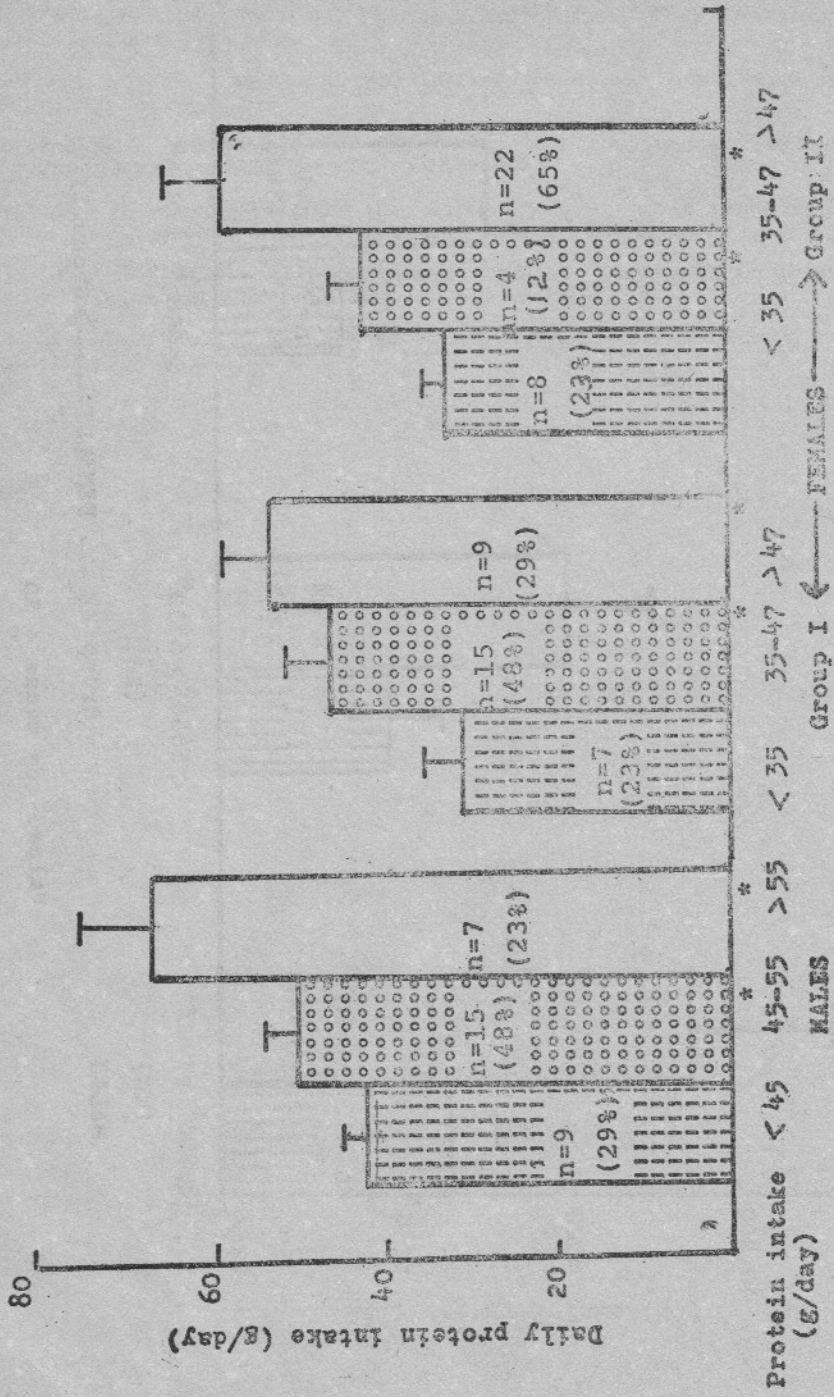 80
60
40
20
Daily protein intake (g/day)
n=9
(29%)
n=15
(48%)
n=7
(23%)
n=7
(23%)
n=15
(48%)
n=9
(29%)
n=8
(23%)
n=4
(12%)
n=22
(65%)
* * * * * *
Protein intake < 45 45-55 >55 < 35 35-47 >47 < 35 35-47 >47
(g/day)
MALES Group I ←--- FEMALES ---→ Group II